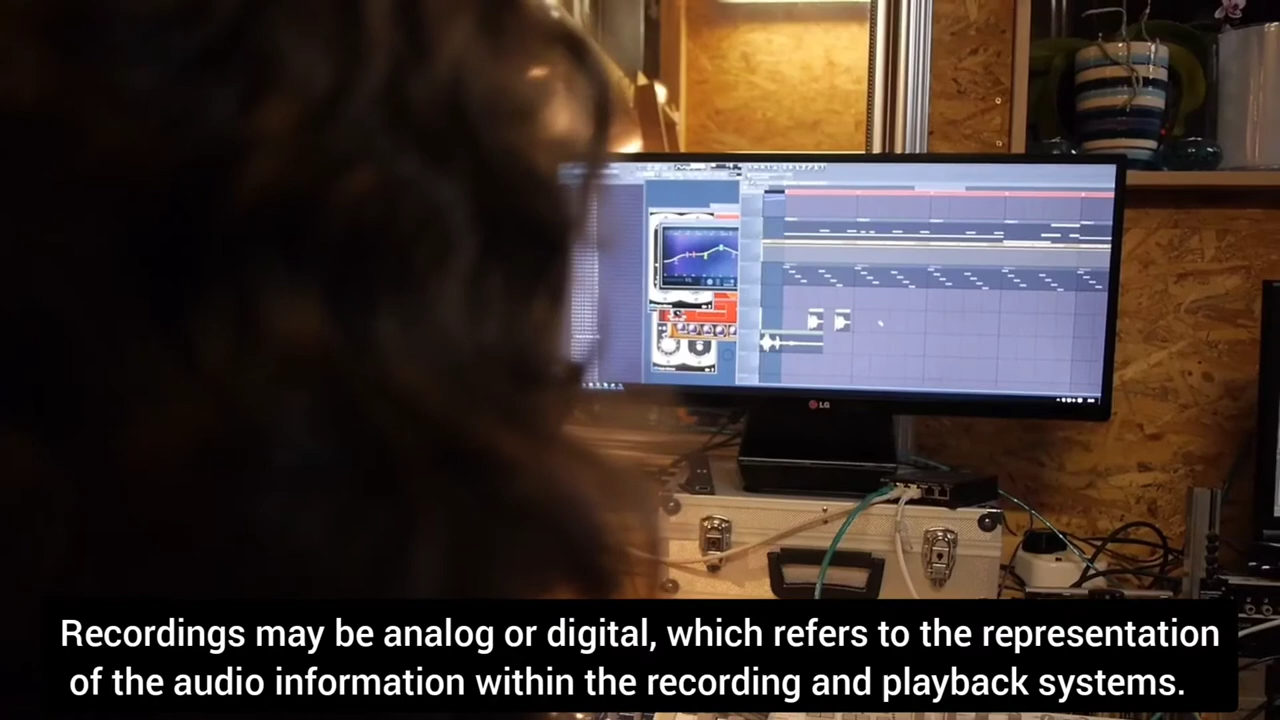 LG
Recordings may be analog or digital, which refers to the representation
of the audio information within the recording and playback systems.